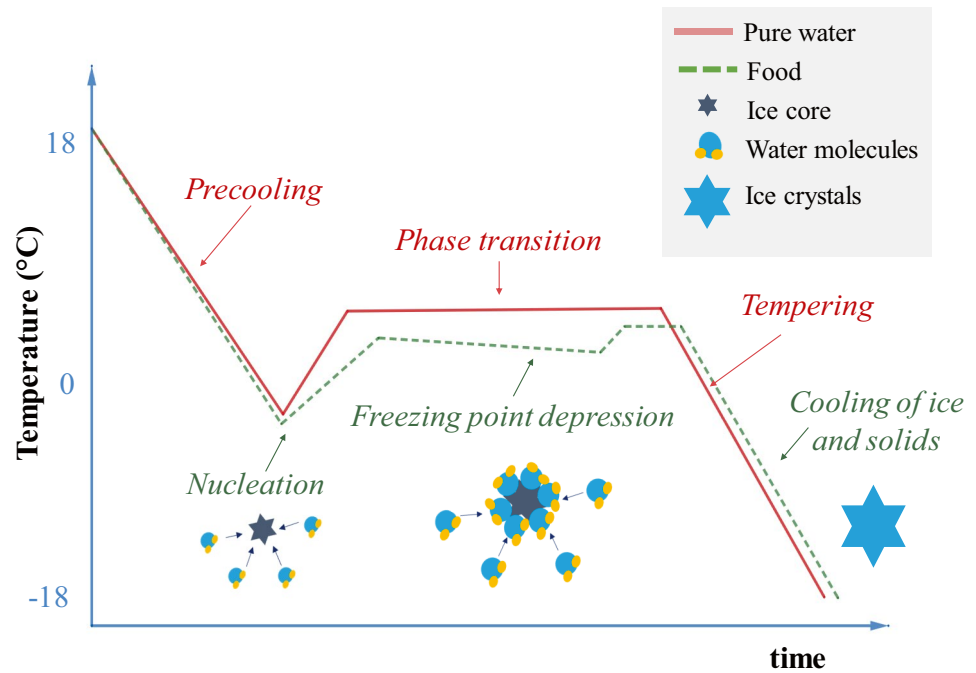 Pure water
Food
Ice core
Water molecules
Ice crystals
18
Precooling
Phase transition
Tempering
Temperature (°C)
0
Freezing point depression
Cooling of ice
and solids
Nucleation
-18
time